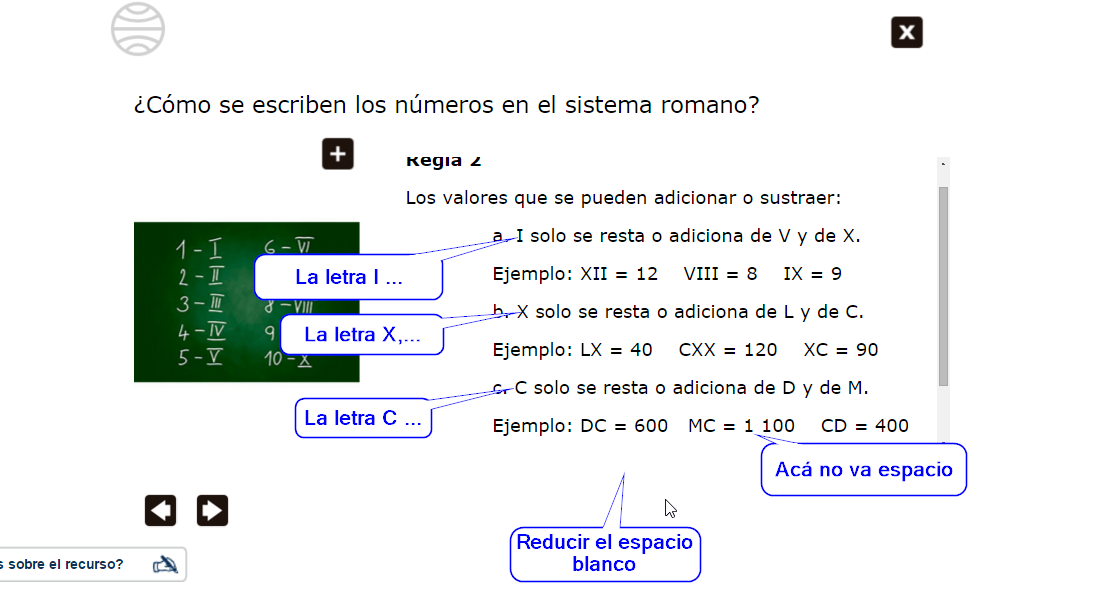 ¿Cómo se escriben los números en el sistema romano?
Regla 2
Los valores que se pueden adicionar o sustraer:
a. I solo se resta o adiciona de V y de X.
Ejemplo: XII = 12 VIII = 8 IX = 9
b. X solo se resta o adiciona de L y de C.
Ejemplo: LX = 40 CXX = 120 XC = 90
c. C solo se resta o adiciona de D y de M.
Ejemplo: DC = 600 MC = 1 100 CD = 400
1 - I 6 - VI
2 - II
3 - III 8 - VIII
4 - IV 9
5 - V 10 - X
La letra I ...
La letra X,...
La letra C ...
Acá no va espacio
Reducir el espacio
blanco
s sobre el recurso?